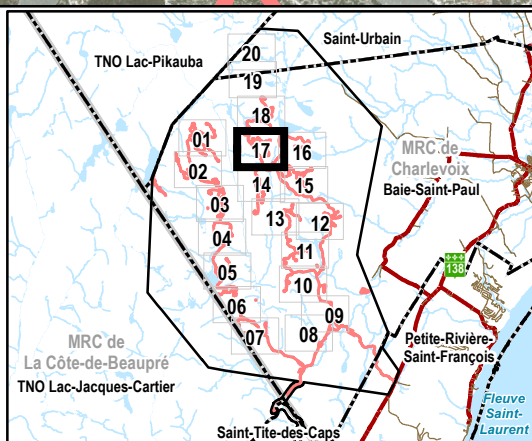 Saint-Urbain
20
TNO Lac-Pikauba
19
18
01
17
16
MRC de
Charlevoix
02
14
15
Baie-Saint-Paul
03
13
12
04
11
138
05
10
06
09
MRC de
La Côte-de-Beaupré
07
08
Petite-Rivière-
Saint-François
TNO Lac-Jacques-Cartier
Fleuve
Saint-
Laurent
Saint-Tite-des-Caps